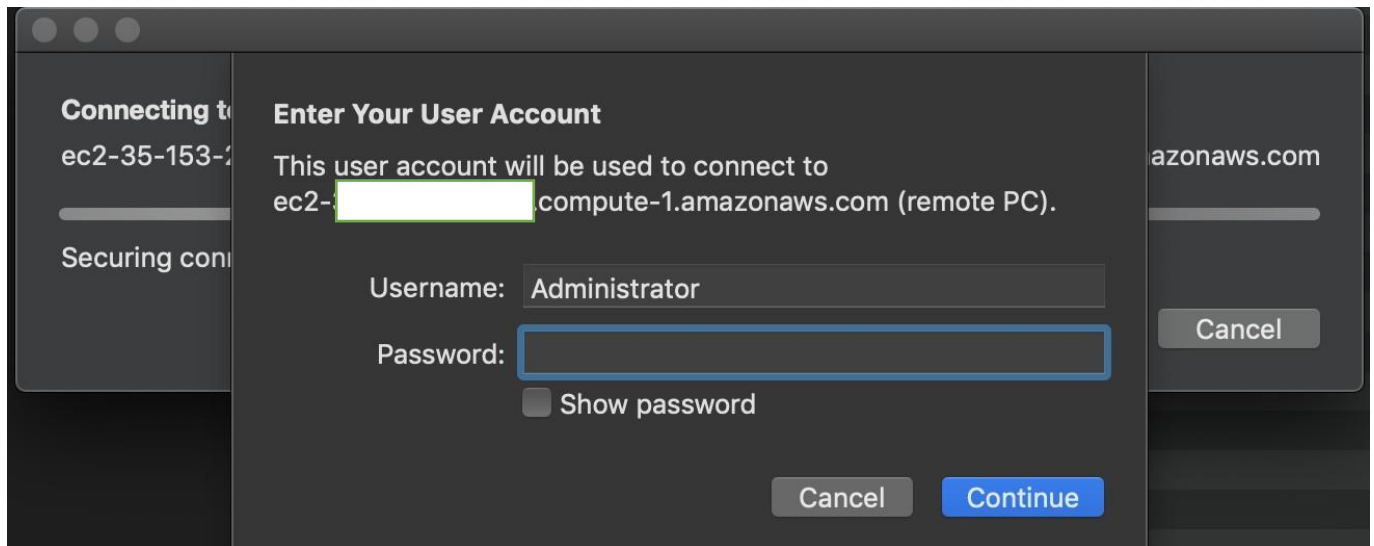 Connecting to
ec2-35-153-
azonaws.com
Securing con
Enter Your User Account
This user account will be used to connect to
ec2-
.compute-1.amazonaws.com (remote PC).
Username: Administrator
Password:
Show password
Cancel Continue
Cancel